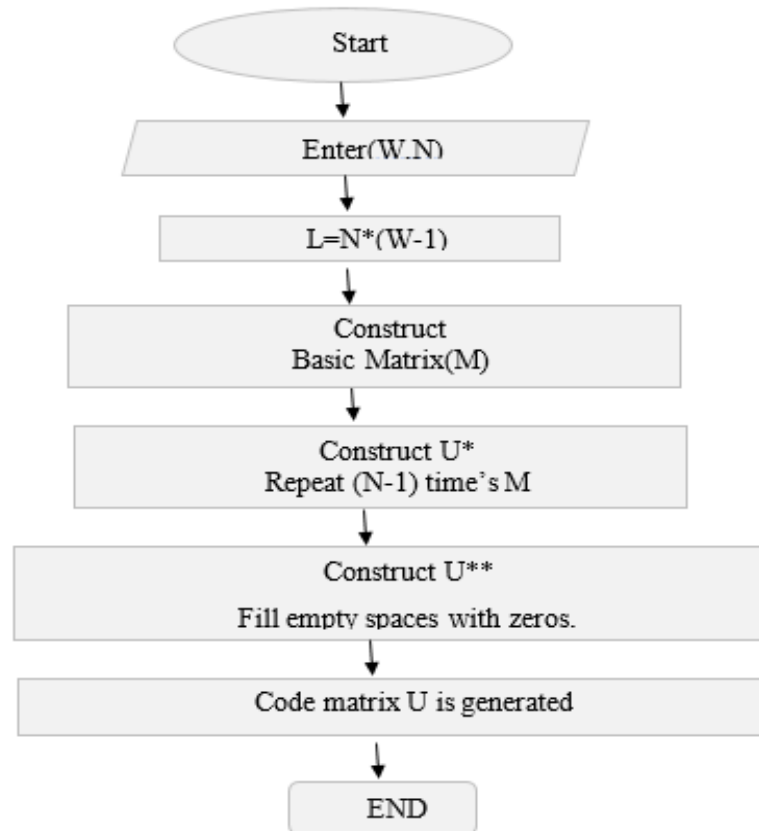 Start
Enter(W,N)
L=N*(W-1)
Construct
Basic Matrix(M)
Construct U*
Repeat (N-1) time’s M
Construct U**
Fill empty spaces with zeros.
Code matrix U is generated
END